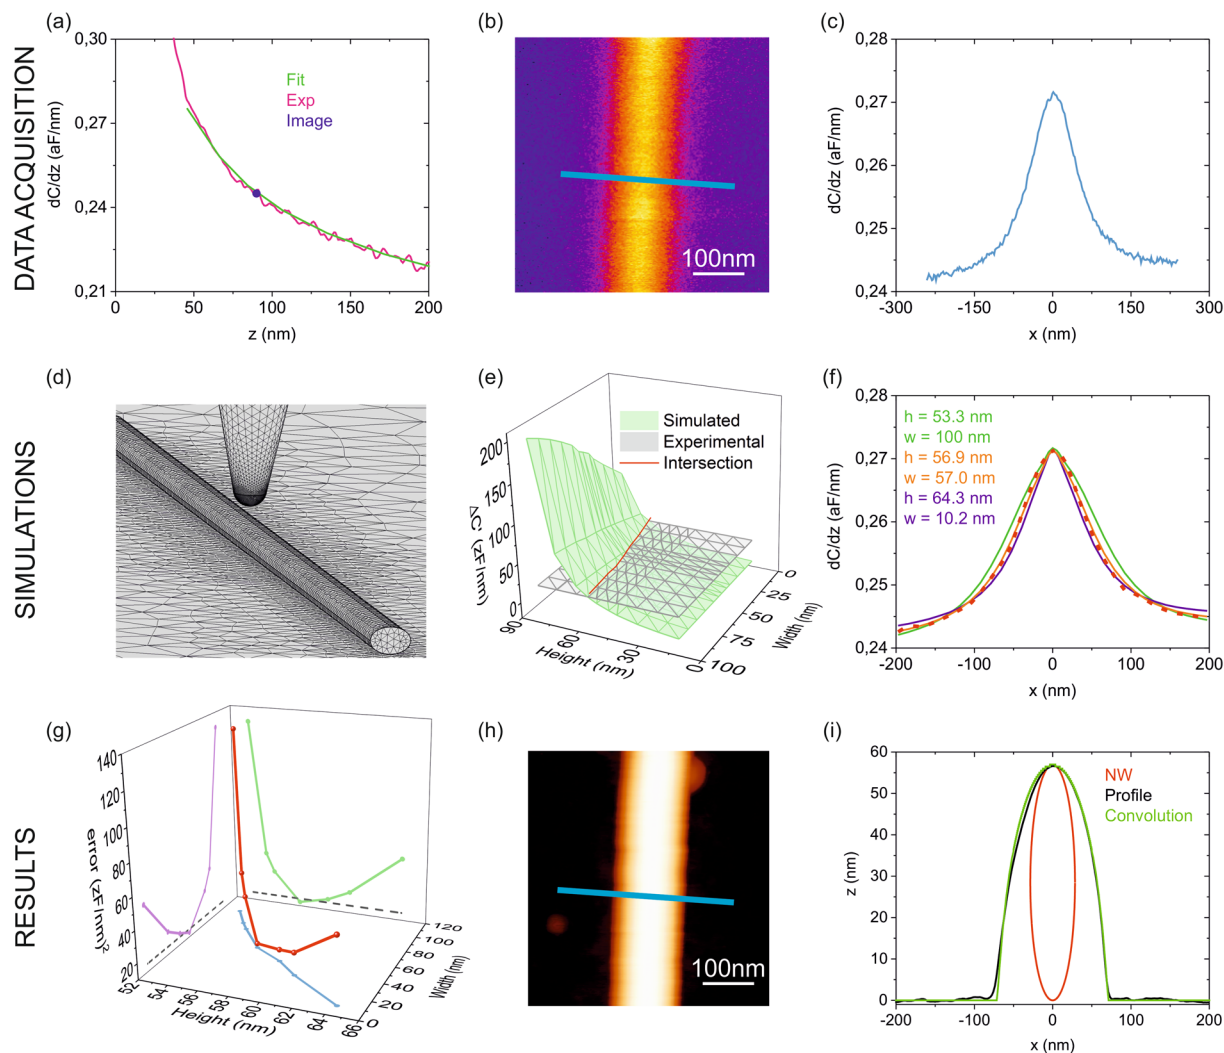 DATA ACQUISITION
(a)
0,30
0,27
0,24
0,21
dC/dz (aF/nm)
Fit
Exp
Image
0
50
100
150
200
z (nm)
(b)
100nm
(c)
0,28
0,27
0,26
0,25
0,24
dC/dz (aF/nm)
-300
-150
0
150
300
x (nm)
SIMULATIONS
(d)
(e)
Simulated
Experimental
Intersection
200
150
100
50
0
ΔC' (zF/nm)
90
60
30
0
Height (nm)
0
25
50
75
100
Width (nm)
(f)
0,28
0,27
0,26
0,25
0,24
dC/dz (aF/nm)
h = 53.3 nm
w = 100 nm
h = 56.9 nm
w = 57.0 nm
h = 64.3 nm
w = 10.2 nm
-200
-100
0
100
200
x (nm)
RESULTS
(g)
140
120
100
80
60
40
20
error (zF/nm)²
52
54
56
58
60
62
64
66
Height (nm)
120
100
80
60
40
20
0
Width (nm)
(h)
100nm
(i)
60
50
40
30
20
10
0
z (nm)
NW
Profile
Convolution
-200
-100
0
100
200
x (nm)